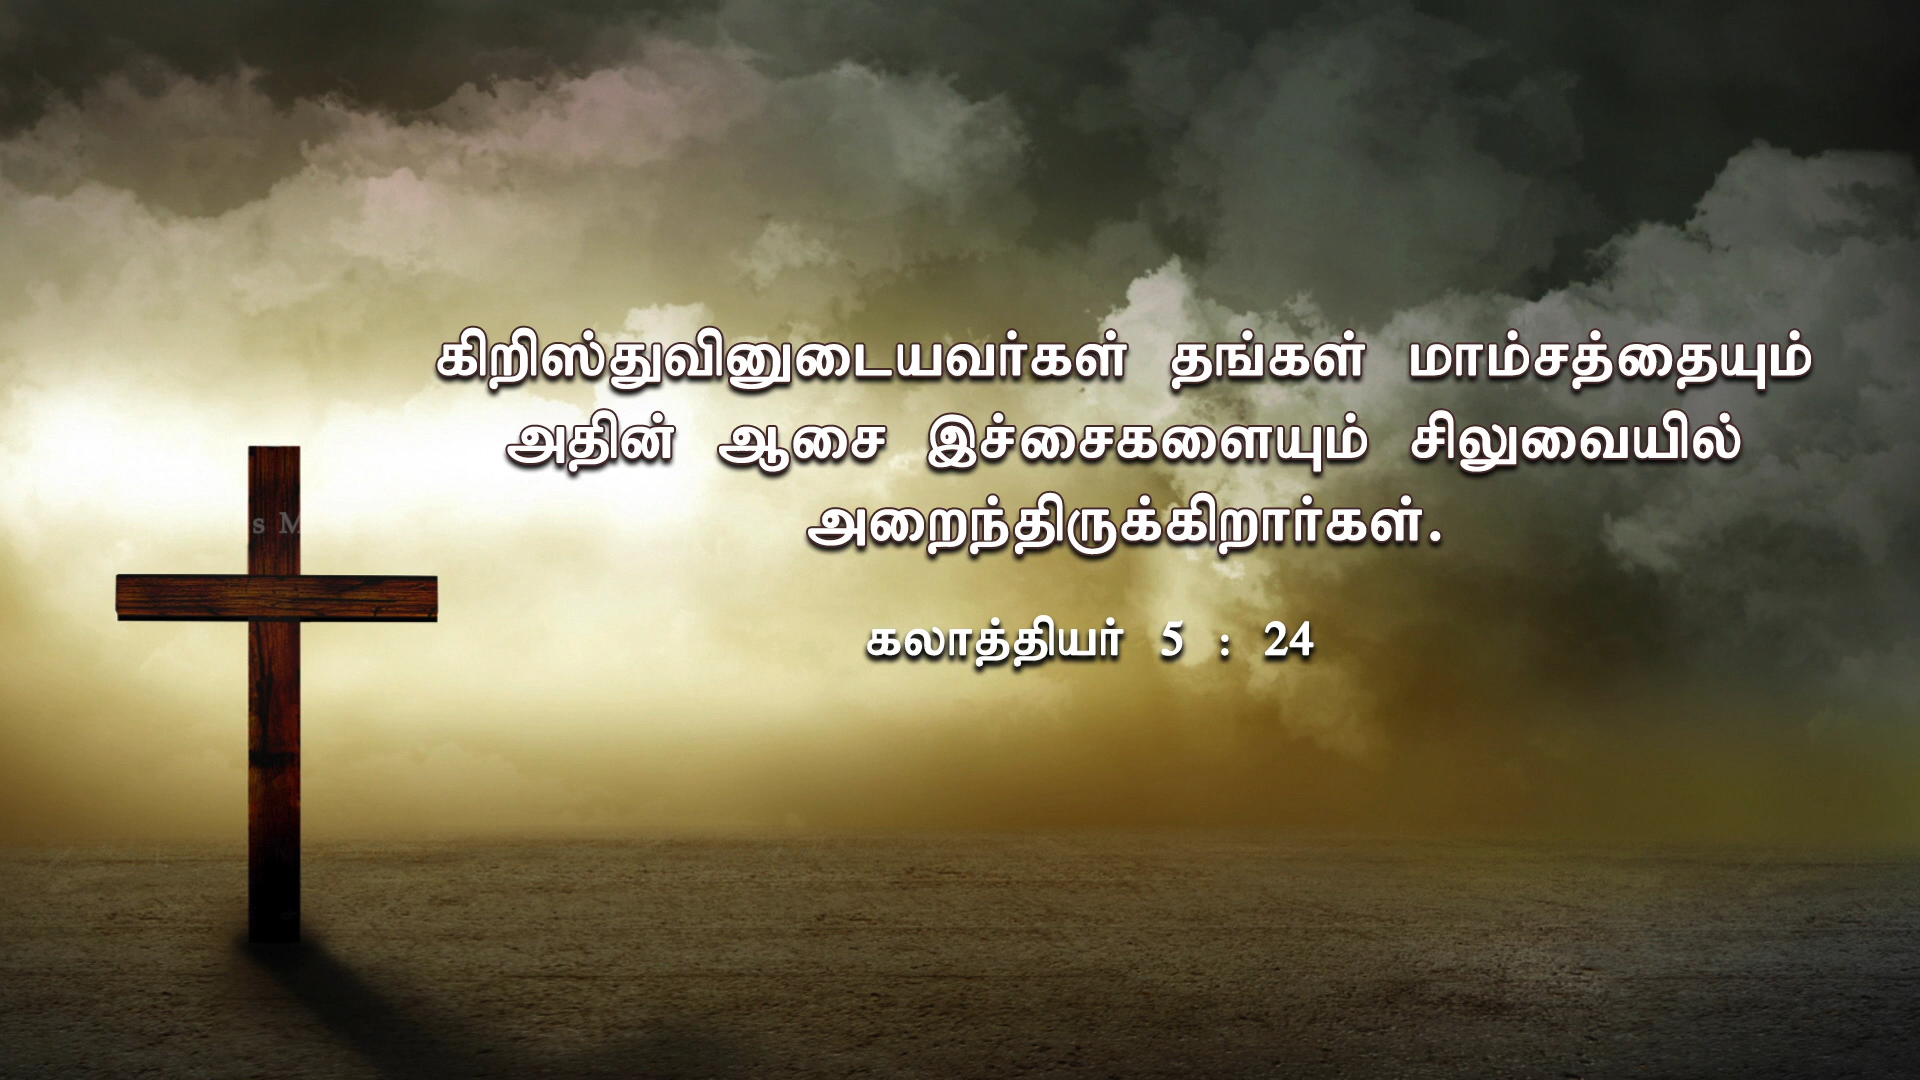 கிறிஸ்துவினுடையவர்கள் தங்கள் மாம்சத்தையும்
அதின் ஆசை இச்சைகளையும் சிலுவையில்
அறைந்திருக்கிறார்கள்.
கலாத்தியர் 5 : 24